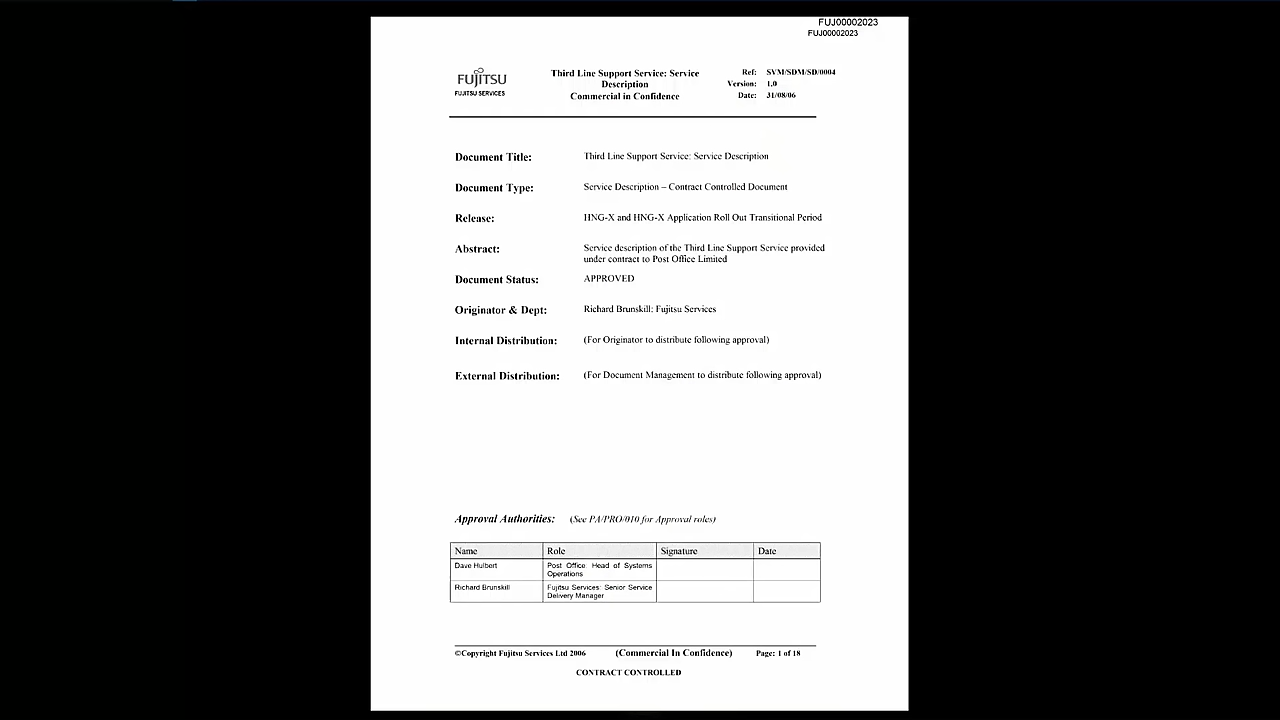 FUJ00002023
FUJ00002023
FUJITSU
FUJITSU SERVICES
Third Line Support Service: Service
Description
Commercial in Confidence
Ref: SVM/SDM/SD/0004
Version: 1.0
Date: 31/08/06
Document Title: Third Line Support Service: Service Description
Document Type: Service Description – Contract Controlled Document
Release: HNG-X and HNG-X Application Roll Out Transitional Period
Abstract: Service description of the Third Line Support Service provided
under contract to Post Office Limited
Document Status: APPROVED
Originator & Dept: Richard Brunskill: Fujitsu Services
Internal Distribution: (For Originator to distribute following approval)
External Distribution: (For Document Management to distribute following approval)
Approval Authorities: (See PA/PRO/010 for Approval roles)
Name Role Signature Date
Dave Hulbert Post Office: Head of Systems
Operations
Richard Brunskill Fujitsu Services: Senior Service
Delivery Manager
©Copyright Fujitsu Services Ltd 2006 (Commercial In Confidence) Page: 1 of 18
CONTRACT CONTROLLED